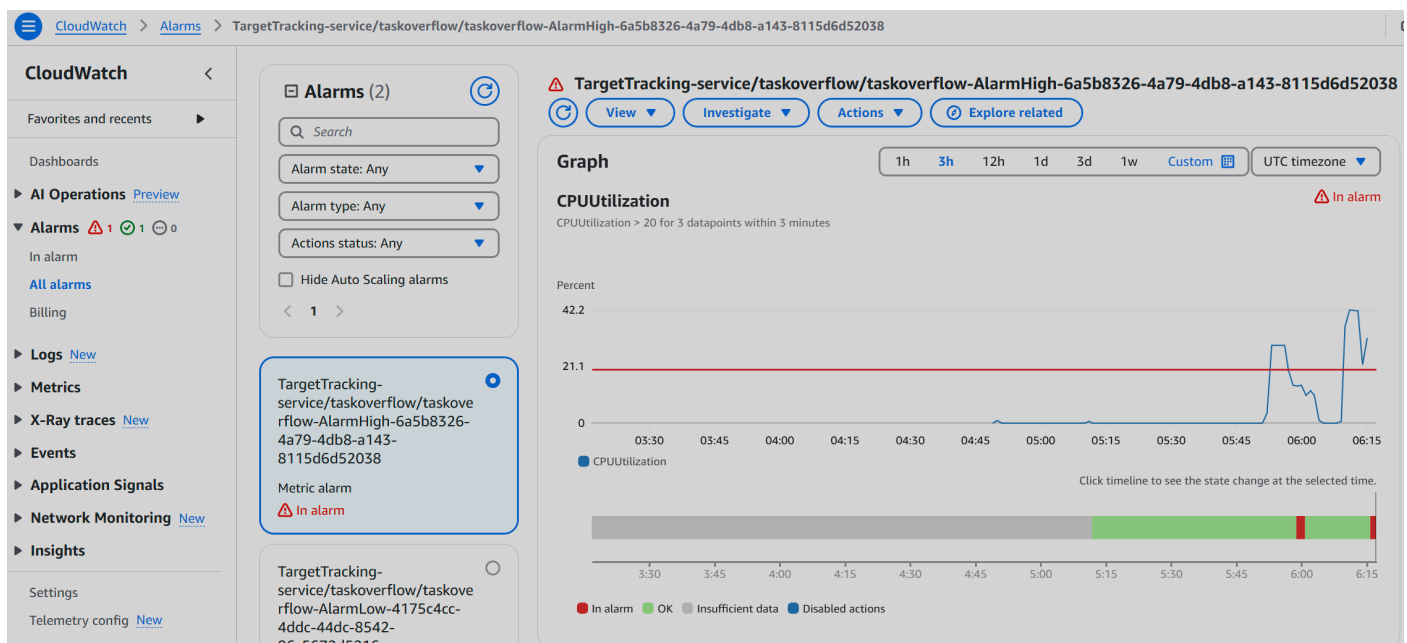 CloudWatch > Alarms > TargetTracking-service/taskoverflow/taskoverflow-AlarmHigh-6a5b8326-4a79-4db8-a143-8115d6d52038
CloudWatch
Favorites and recents
Dashboards
AI Operations Preview
Alarms 1 1 0
In alarm
All alarms
Billing
Logs New
Metrics
X-Ray traces New
Events
Application Signals
Network Monitoring New
Insights
Settings
Telemetry config New
Alarms (2)
Search
Alarm state: Any
Alarm type: Any
Actions status: Any
Hide Auto Scaling alarms
1
TargetTracking-
service/taskoverflow/taskove
rflow-AlarmHigh-6a5b8326-
4a79-4db8-a143-
8115d6d52038
Metric alarm
In alarm
TargetTracking-
service/taskoverflow/taskove
rflow-AlarmLow-4175c4cc-
4ddc-44dc-8542-
TargetTracking-service/taskoverflow/taskoverflow-AlarmHigh-6a5b8326-4a79-4db8-a143-8115d6d52038
View Investigate Actions Explore related
Graph
1h 3h 12h 1d 3d 1w Custom UTC timezone
CPUUtilization
In alarm
CPUUtilization > 20 for 3 datapoints within 3 minutes
Percent
42.2
21.1
0
03:30 03:45 04:00 04:15 04:30 04:45 05:00 05:15 05:30 05:45 06:00 06:15
CPUUtilization
Click timeline to see the state change at the selected time.
3:30 3:45 4:00 4:15 4:30 4:45 5:00 5:15 5:30 5:45 6:00 6:15
In alarm OK Insufficient data Disabled actions